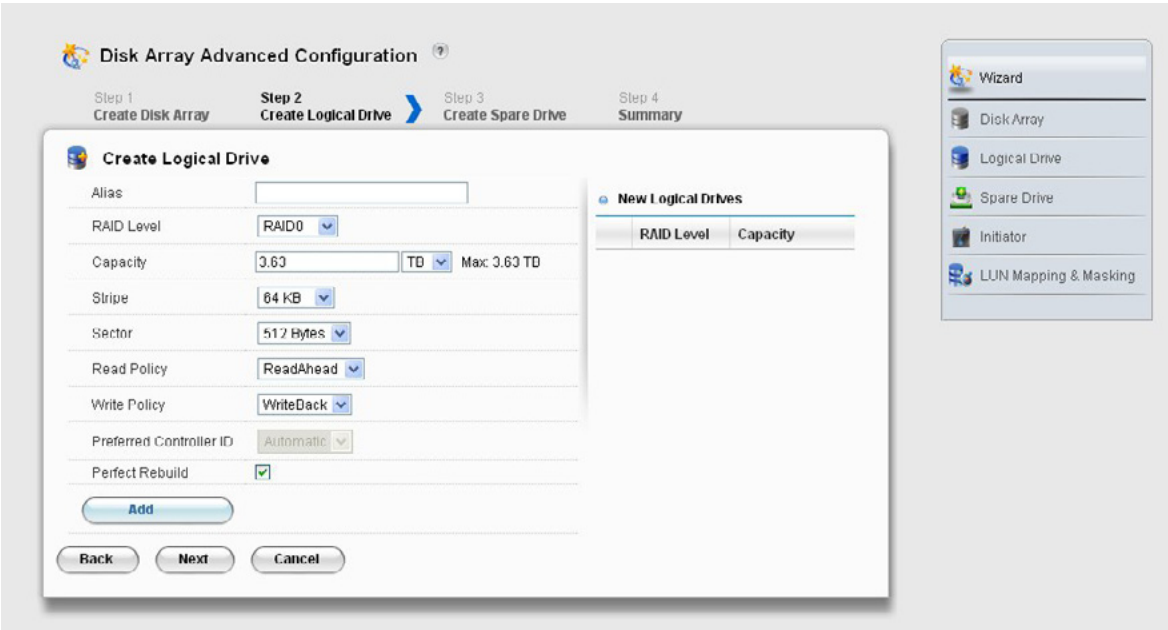 Disk Array Advanced Configuration ?
Step 1 Step 2 Step 3 Step 4
Create Disk Array Create Logical Drive Create Spare Drive Summary
Create Logical Drive
Alias
RAID Level RAID0
Capacity 3.63 TB Max: 3.63 TB
Stripe 64 KB
Sector 512 Bytes
Read Policy ReadAhead
Write Policy WriteBack
Preferred Controller ID Automatic
Perfect Rebuild
Add
Back Next Cancel
New Logical Drives
RAID Level Capacity
Wizard
Disk Array
Logical Drive
Spare Drive
Initiator
LUN Mapping & Masking